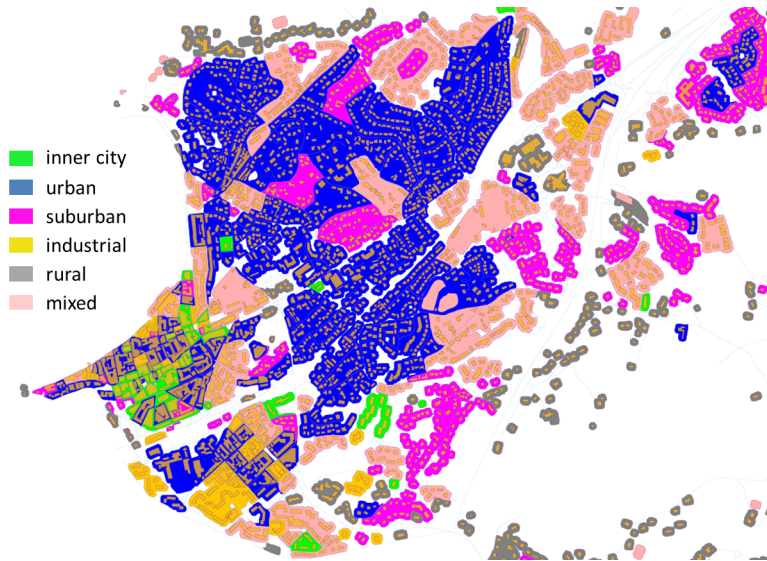 inner city
urban
suburban
industrial
rural
mixed